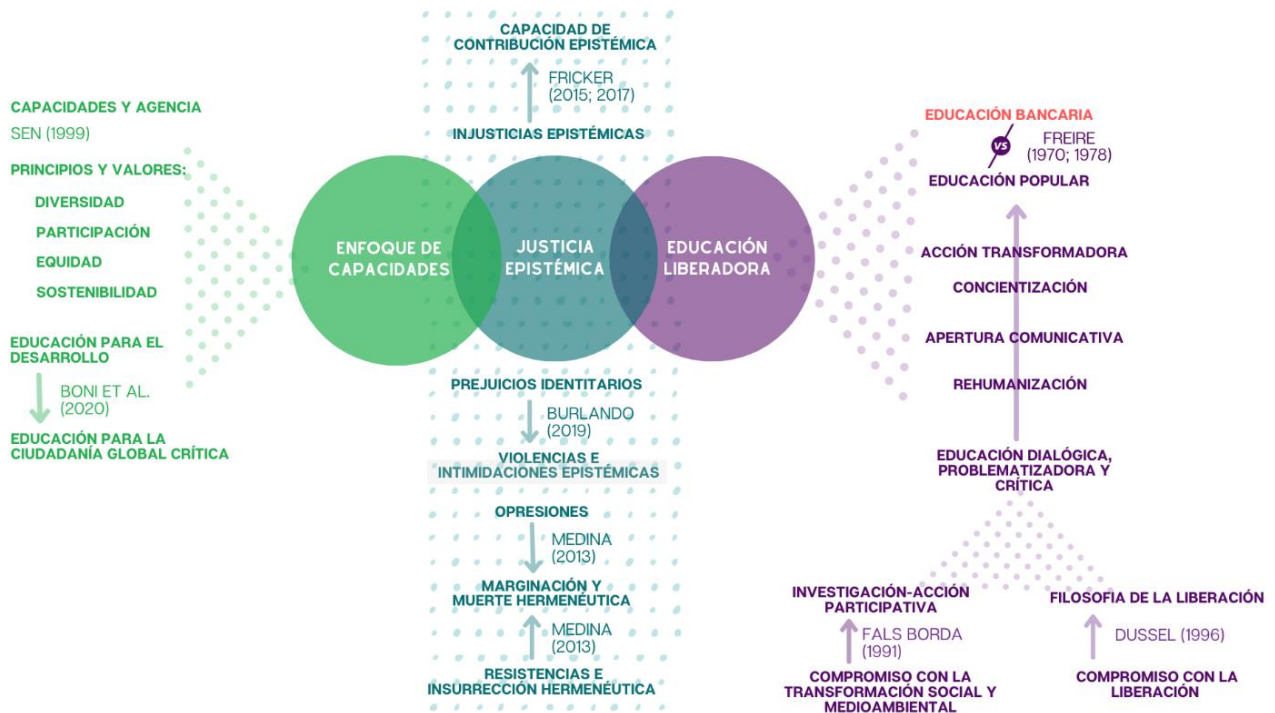 CAPACIDADES Y AGENCIA
SEN (1999)
PRINCIPIOS Y VALORES:
DIVERSIDAD
PARTICIPACIÓN
EQUIDAD
SOSTENIBILIDAD
EDUCACIÓN PARA EL
DESARROLLO
BONI ET AL.
(2020)
EDUCACIÓN PARA LA
CIUDADANÍA GLOBAL CRÍTICA
ENFOQUE DE
CAPACIDADES
CAPACIDAD DE
CONTRIBUCIÓN EPISTÉMICA
FRICKER
(2015; 2017)
INJUSTICIAS EPISTÉMICAS
JUSTICIA
EPISTÉMICA
PREJUICIOS IDENTITARIOS
BURLANDO
(2019)
VIOLENCIAS E
INTIMIDACIONES EPISTÉMICAS
OPRESIONES
MEDINA
(2013)
MARGINACIÓN Y
MUERTE HERMENÉUTICA
MEDINA
(2013)
RESISTENCIAS E
INSURRECCIÓN HERMENÉUTICA
EDUCACIÓN
LIBERADORA
EDUCACIÓN BANCARIA
VS
FREIRE
(1970; 1978)
EDUCACIÓN POPULAR
ACCIÓN TRANSFORMADORA
CONCIENTIZACIÓN
APERTURA COMUNICATIVA
REHUMANIZACIÓN
EDUCACIÓN DIALÓGICA,
PROBLEMATIZADORA Y
CRÍTICA
INVESTIGACIÓN-ACCIÓN
PARTICIPATIVA
FALS BORDA
(1991)
COMPROMISO CON LA
TRANSFORMACIÓN SOCIAL Y
MEDIOAMBIENTAL
FILOSOFIA DE LA LIBERACIÓN
DUSSEL (1996)
COMPROMISO CON LA
LIBERACIÓN